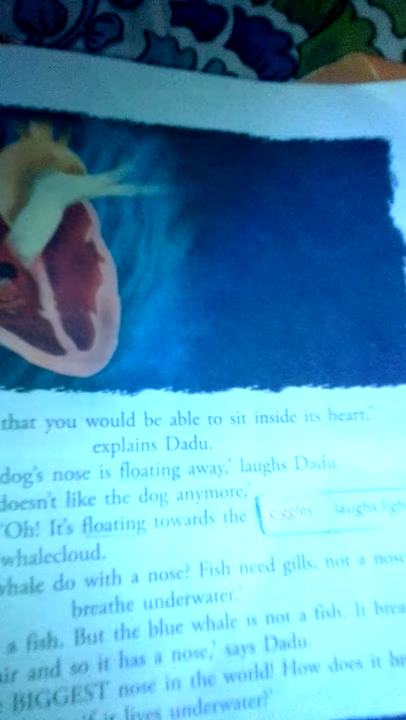 that you would be able to sit inside its heart.'
explains Dadu.
dog's nose is floating away,' laughs Dadu.
doesn't like the dog anymore,'
'Oh! It's floating towards the
giggles laughs
whalecloud.
whale do with a nose? Fish need gills, not a nose
breathe underwater.'
a fish. But the blue whale is not a fish. It
air and so it has a nose,' says Dadu.
BIGGEST nose in the world! How does it
if it lives underwater?'